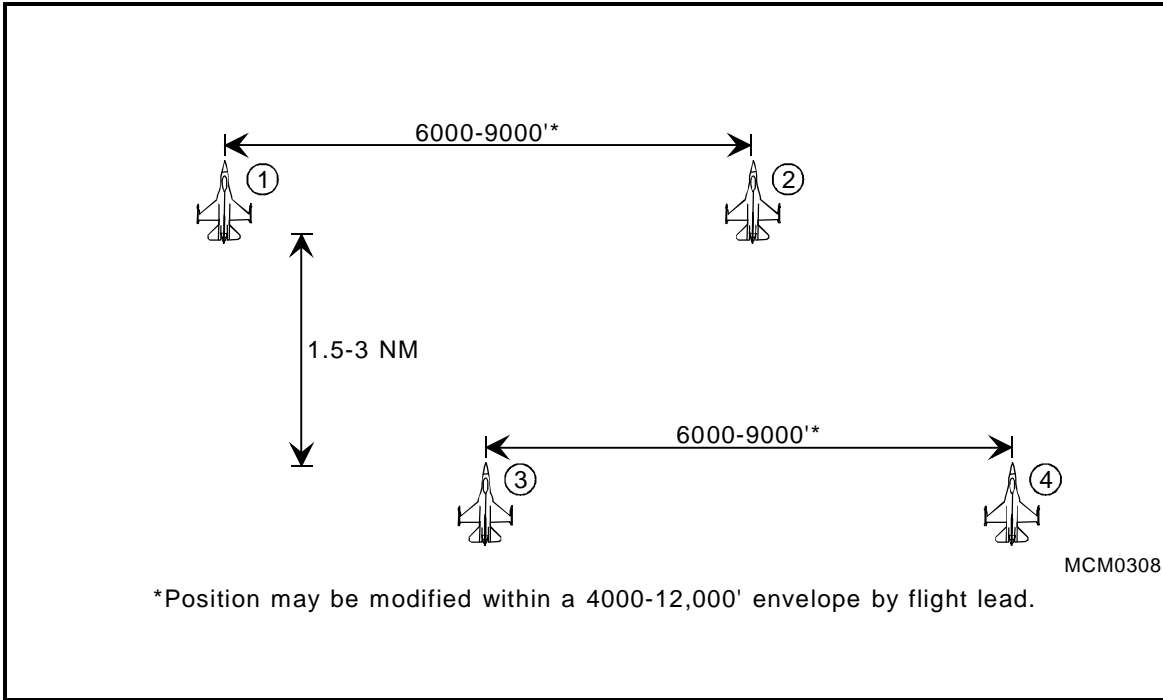 6000-9000'*
1
2
1.5-3 NM
6000-9000'*
3
4
MCM0308
*Position may be modified within a 4000-12,000' envelope by flight lead.